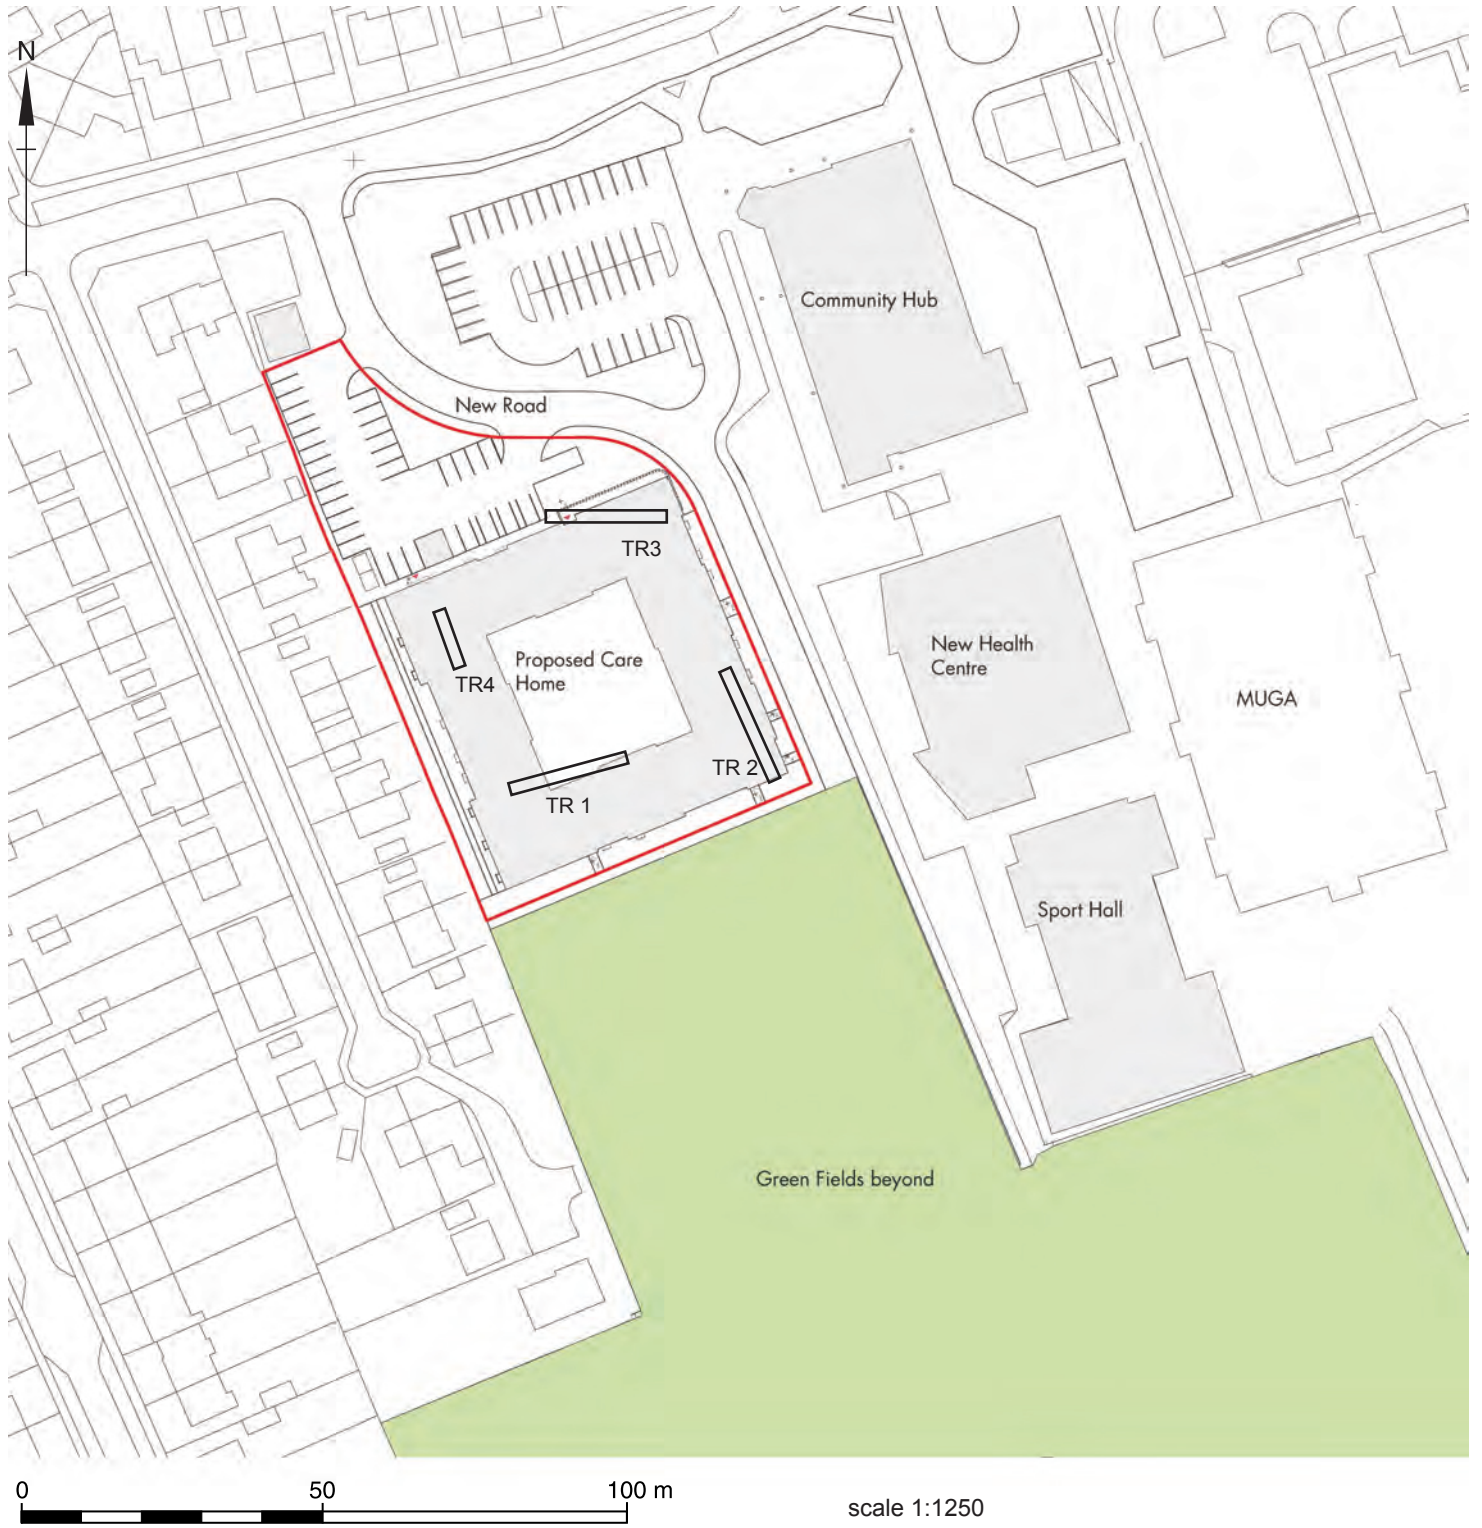 N
Community Hub
New Road
TR3
New Health
Centre
Proposed Care
Home
TR4
MUGA
TR 2
TR 1
Sport Hall
Green Fields beyond
0 50 100 m
scale 1:1250